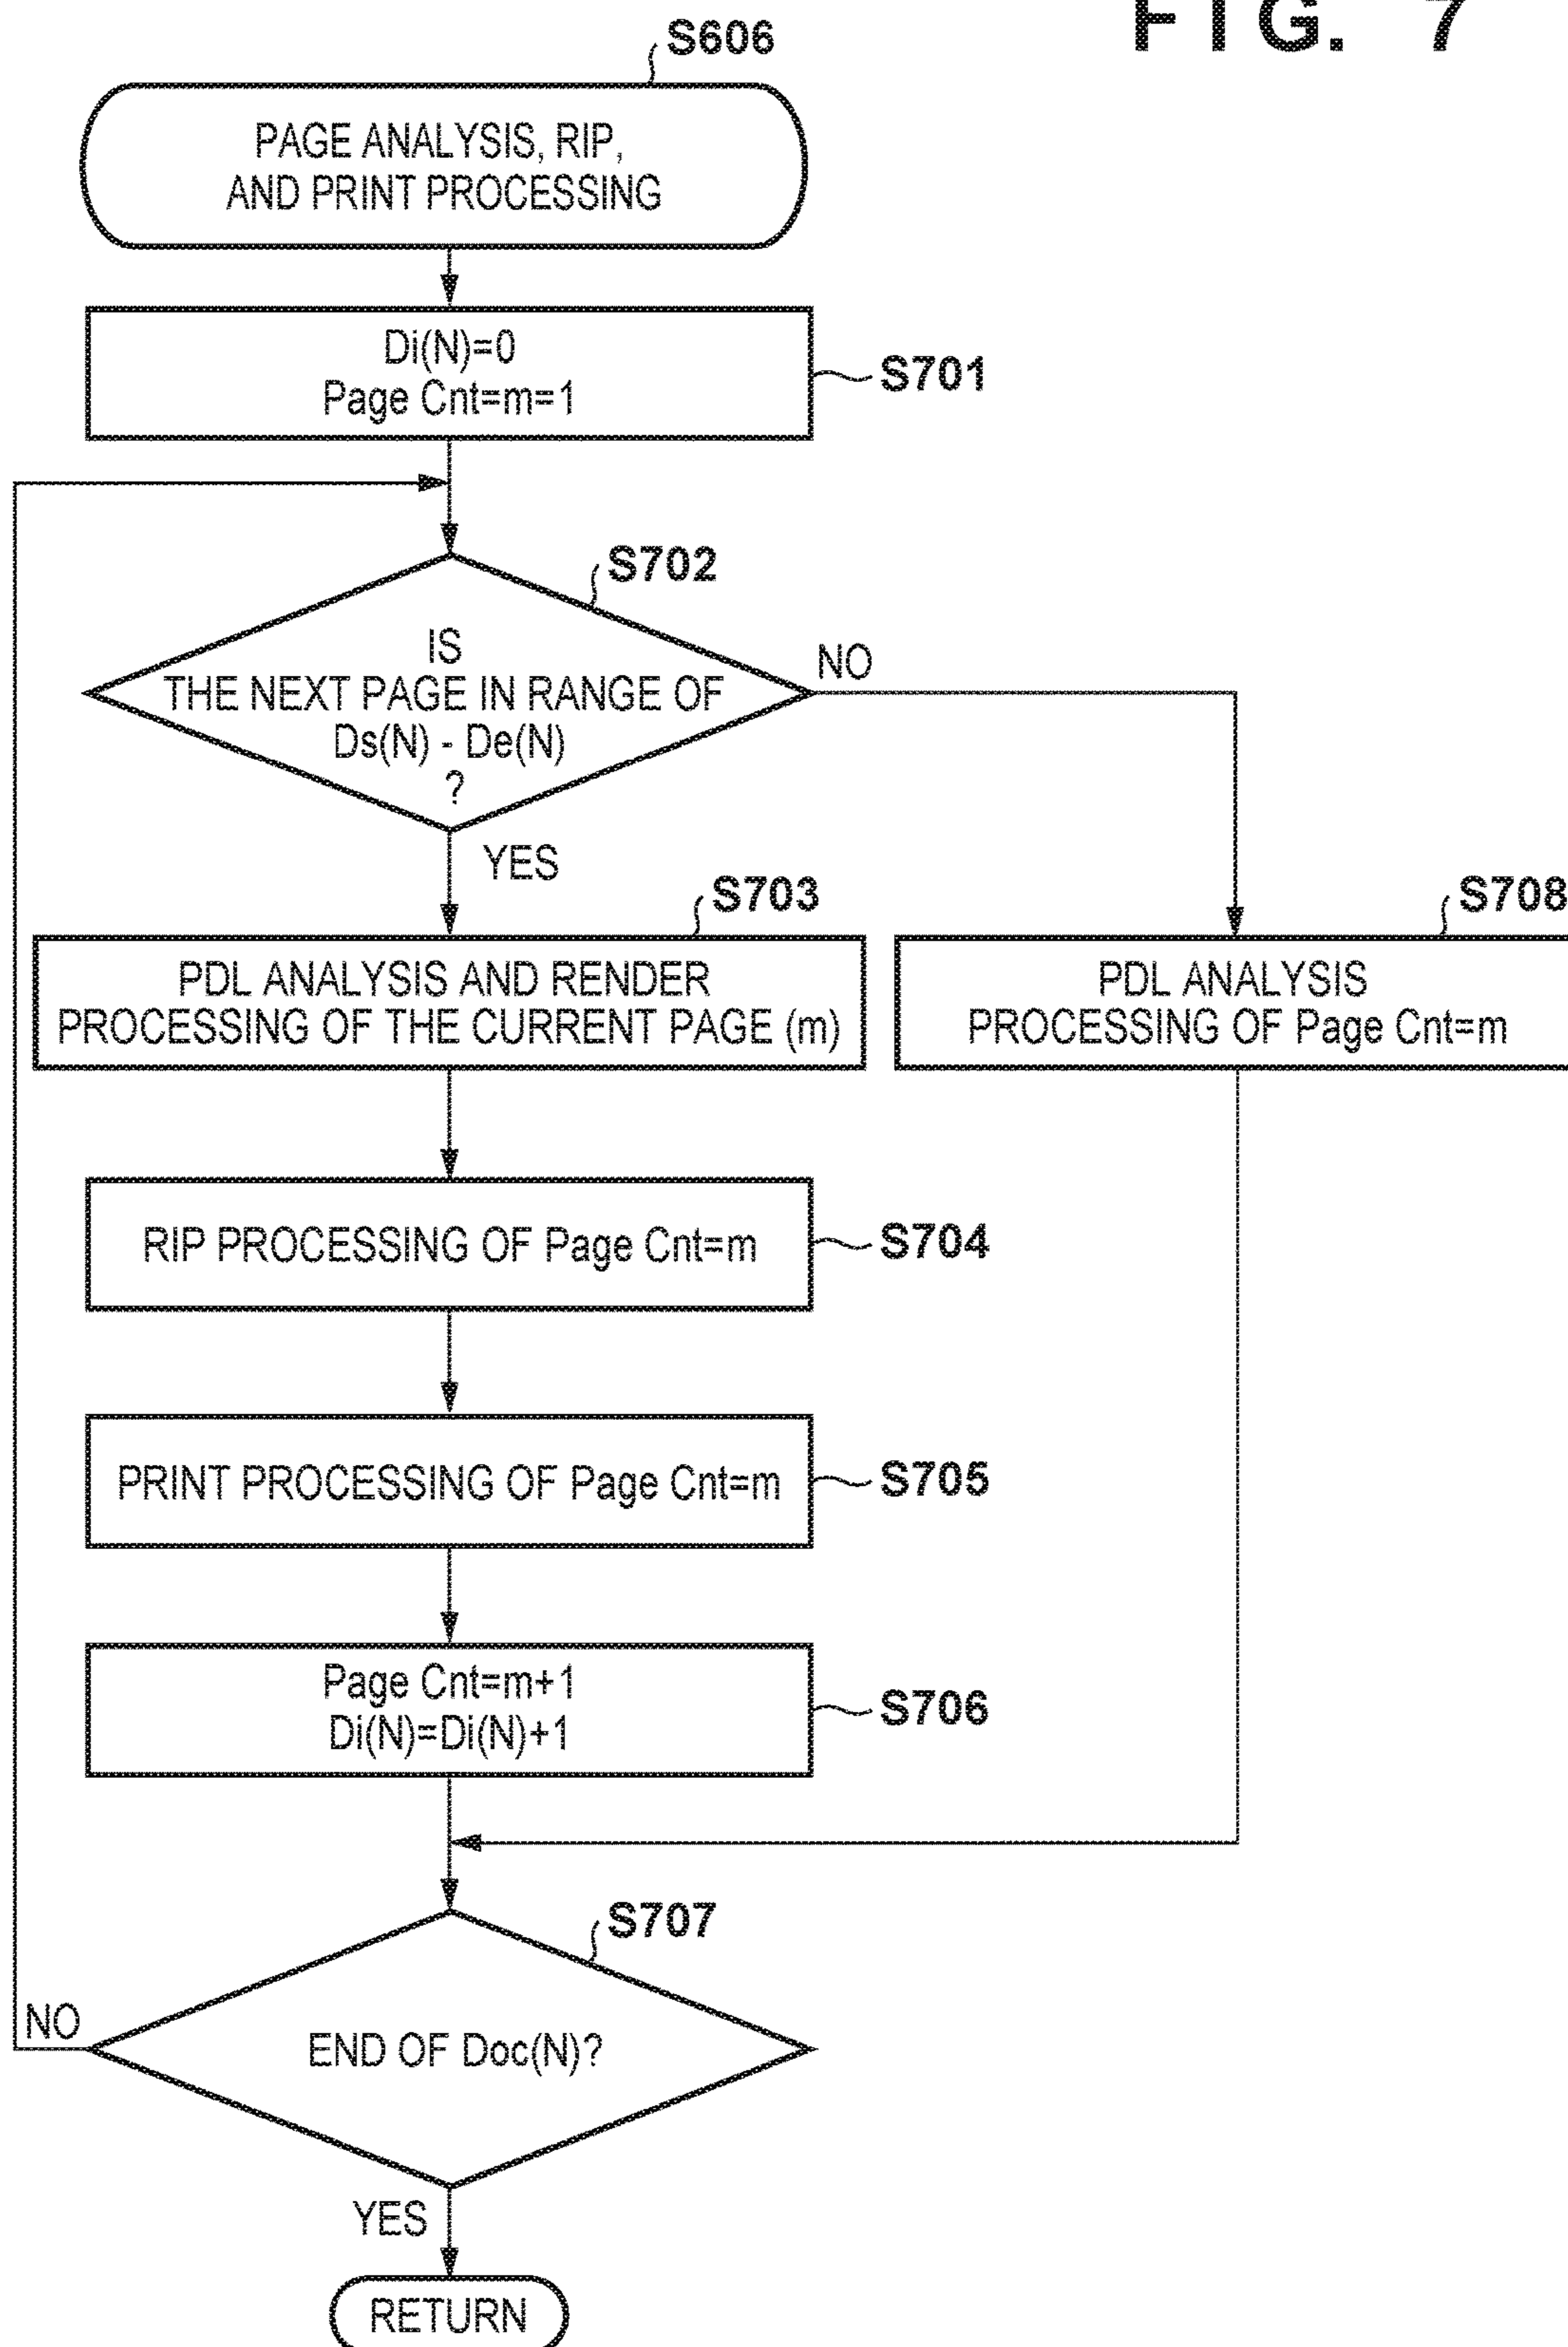 FIG. 7
S606
PAGE ANALYSIS, RIP,
AND PRINT PROCESSING
Di(N)=0
Page Cnt=m=1
S701
S702
IS
THE NEXT PAGE IN RANGE OF
Ds(N) - De(N)
?
NO
YES
S703
PDL ANALYSIS AND RENDER
PROCESSING OF THE CURRENT PAGE (m)
S708
PDL ANALYSIS
PROCESSING OF Page Cnt=m
RIP PROCESSING OF Page Cnt=m
S704
PRINT PROCESSING OF Page Cnt=m
S705
Page Cnt=m+1
Di(N)=Di(N)+1
S706
S707
NO
END OF Doc(N)?
YES
RETURN